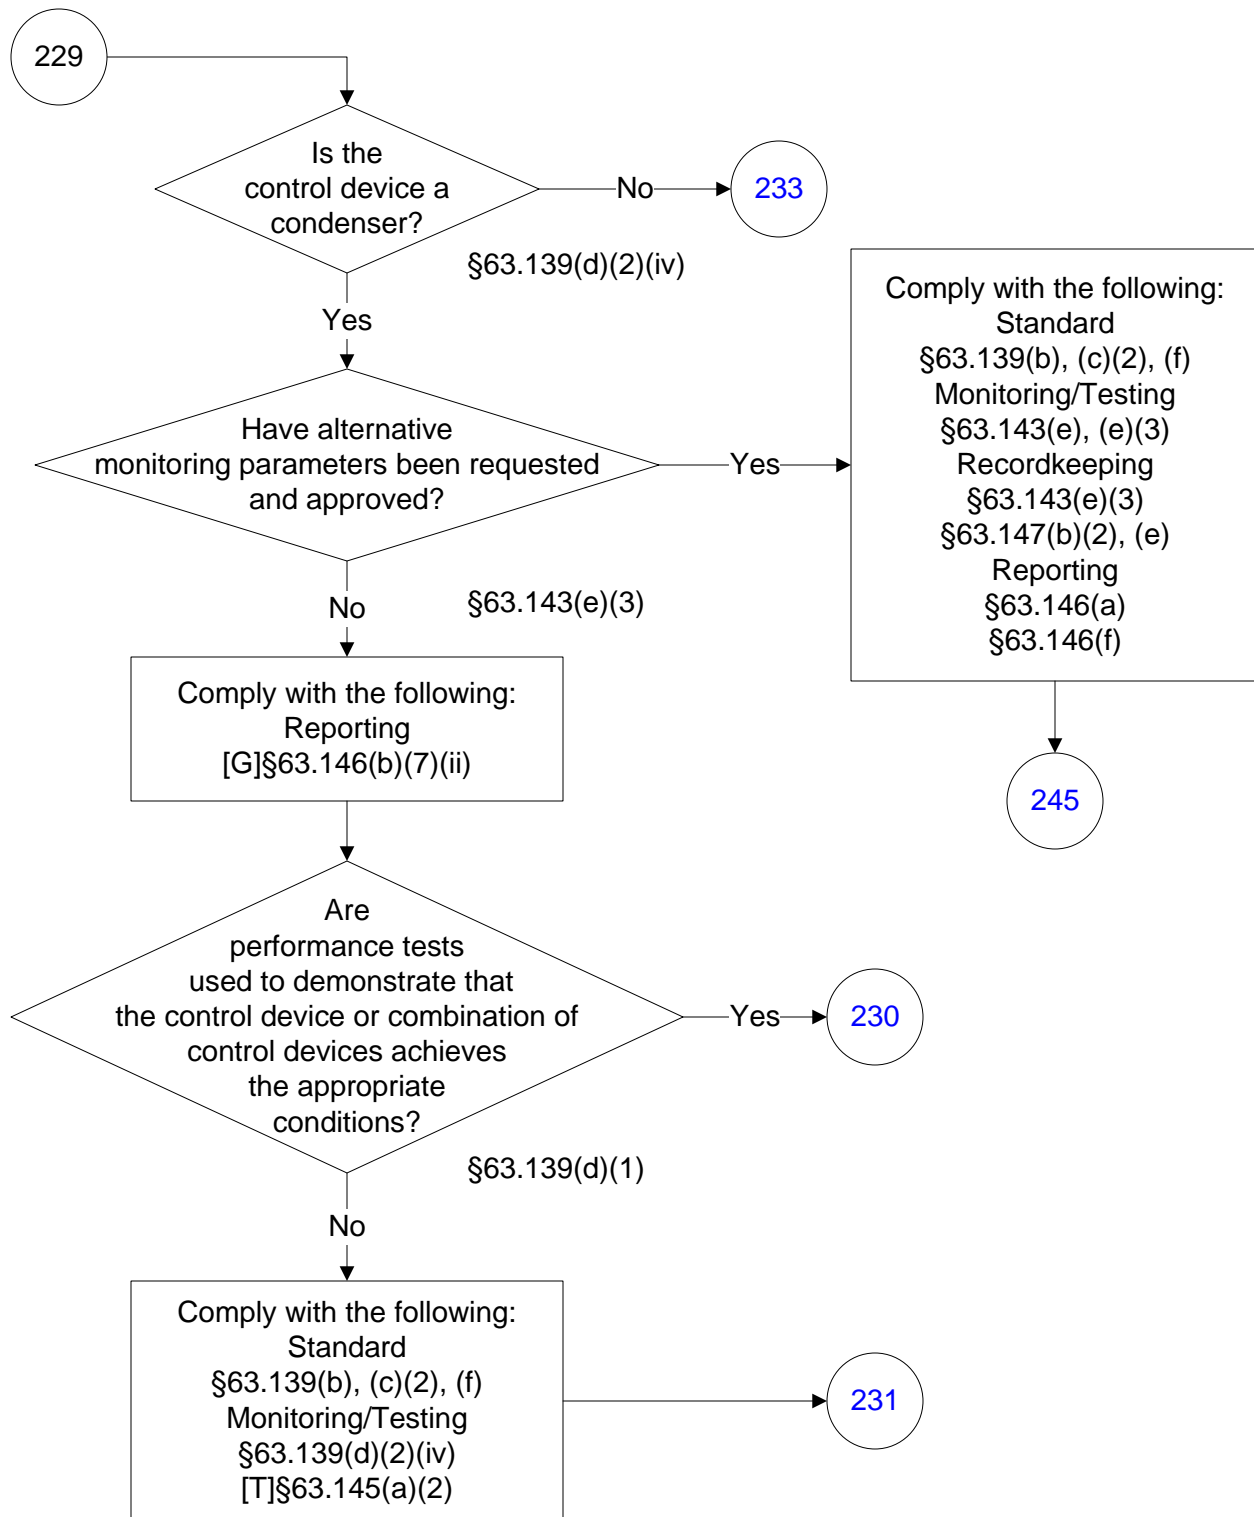 229
Is the
control device a
condenser?
No
233
§63.139(d)(2)(iv)
Yes
Have alternative
monitoring parameters been requested
and approved?
Yes
Comply with the following:
Standard
§63.139(b), (c)(2), (f)
Monitoring/Testing
§63.143(e), (e)(3)
Recordkeeping
§63.143(e)(3)
§63.147(b)(2), (e)
Reporting
§63.146(a)
§63.146(f)
245
No
§63.143(e)(3)
Comply with the following:
Reporting
[G]§63.146(b)(7)(ii)
Are
performance tests
used to demonstrate that
the control device or combination of
control devices achieves
the appropriate
conditions?
Yes
230
§63.139(d)(1)
No
Comply with the following:
Standard
§63.139(b), (c)(2), (f)
Monitoring/Testing
§63.139(d)(2)(iv)
[T]§63.145(a)(2)
231